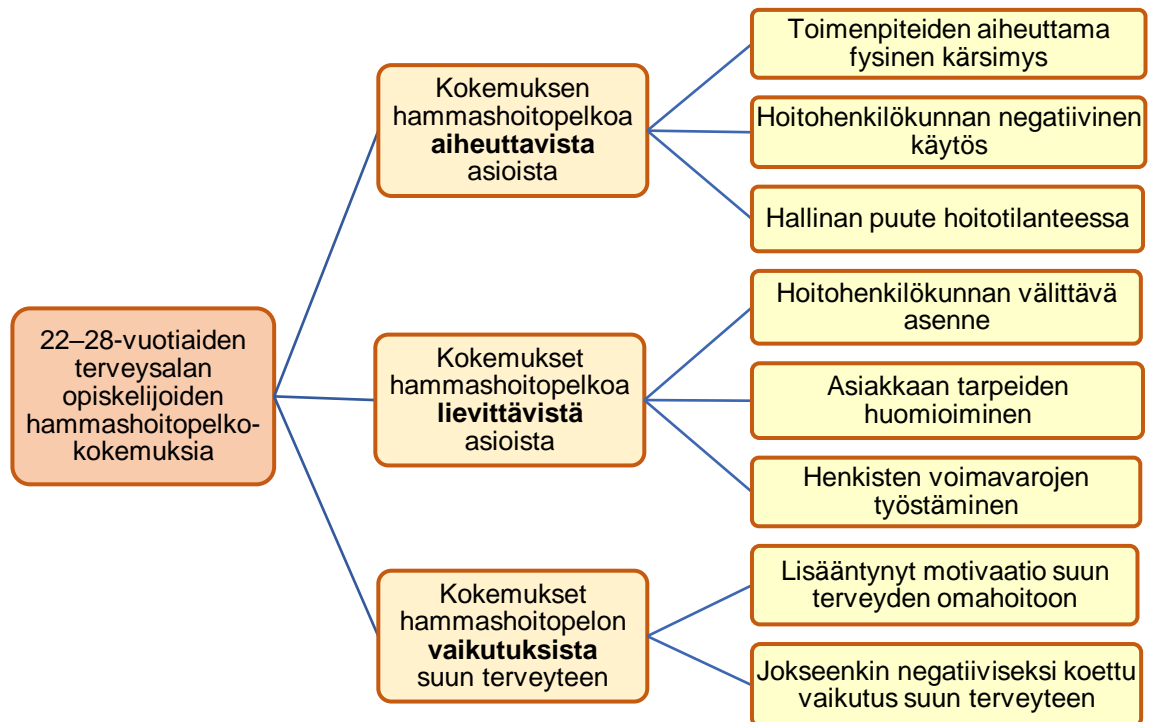 22–28-vuotiaiden
terveysalan
opiskelijoiden
hammashoitopelko-
kokemuksia
Kokemuksen
hammashoitopelkoa
aiheuttavista
asioista
Toimenpiteiden aiheuttama
fysinen kärsimys
Hoitohenkilökunnan negatiivinen
käytös
Hallinan puute hoitotilanteessa
Kokemukset
hammashoitopelkoa
lievittävistä
asioista
Hoitohenkilökunnan välittävä
asenne
Asiakkaan tarpeiden
huomioiminen
Henkisten voimavarojen
työstäminen
Kokemukset
hammashoitopelon
vaikutuksista
suun terveyteen
Lisääntynyt motivaatio suun
terveyden omahoitoon
Jokseenkin negatiiviseksi koettu
vaikutus suun terveyteen